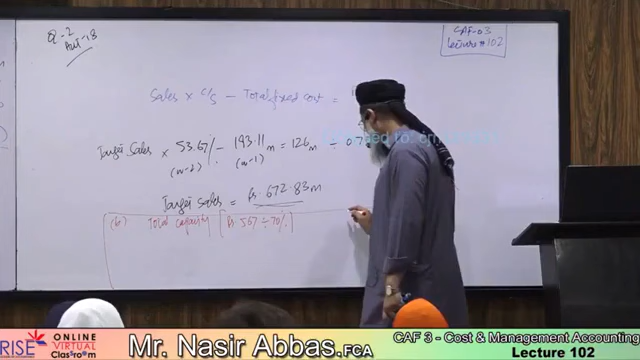 Q-2
Aut-18
CAF-03
Lecture # 102
Sales × C/S - Total fixed cost =
Target Sales × 53.67% - 193.11m = 126m ÷ 0.7
(w-2) (w-1)
Target Sales = Rs. 672.83m
(b) Total capacity [Rs 567 ÷ 70%]
RISE ONLINE VIRTUAL Classroom
Mr. Nasir Abbas.FCA
CAF 3 - Cost & Management Accounting
Lecture 102